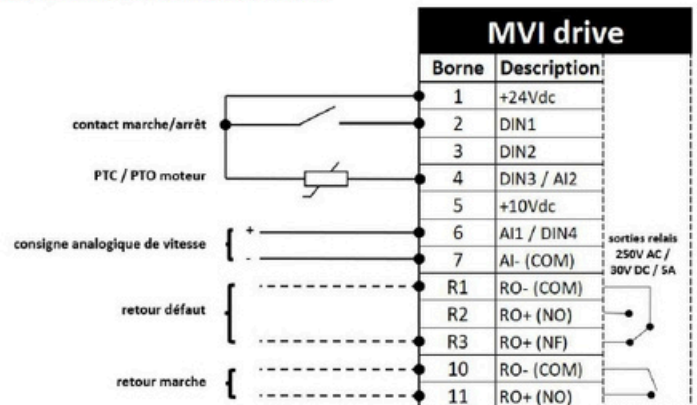 MVI drive
Borne Description
1 +24Vdc
contact marche/arrêt 2 DIN1
3 DIN2
PTC / PTO moteur 4 DIN3 / AI2
5 +10Vdc
consigne analogique de vitesse + 6 AI1 / DIN4
- 7 AI- (COM)
sorties relais
250V AC /
30V DC / 5A
retour défaut
R1 RO- (COM)
R2 RO+ (NO)
R3 RO+ (NF)
retour marche
10 RO- (COM)
11 RO+ (NO)